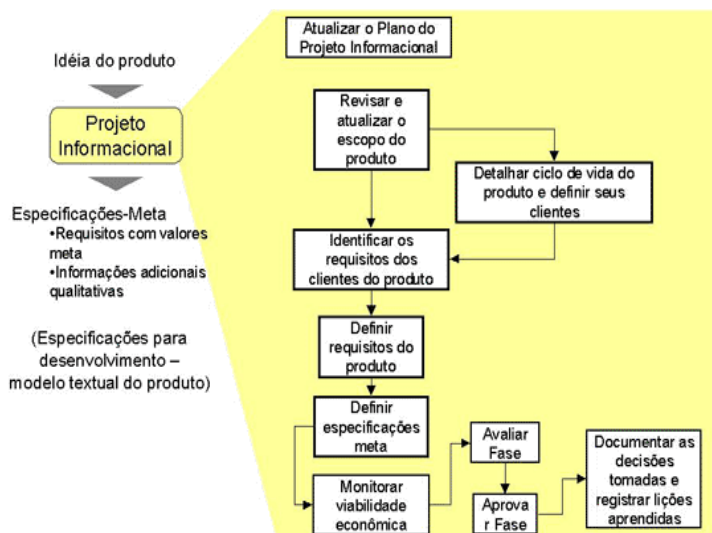 Idéia do produto
Projeto
Informacional
Especificações-Meta
•Requisitos com valores
meta
•Informações adicionais
qualitativas
(Especificações para
desenvolvimento –
modelo textual do produto)
Atualizar o Plano do
Projeto Informacional
Revisar e
atualizar o
escopo do
produto
Detalhar ciclo de vida do
produto e definir seus
clientes
Identificar os
requisitos dos
clientes do produto
Definir
requisitos do
produto
Definir
especificações
meta
Monitorar
viabilidade
econômica
Avaliar
Fase
Aprova
r Fase
Documentar as
decisões
tomadas e
registrar lições
aprendidas